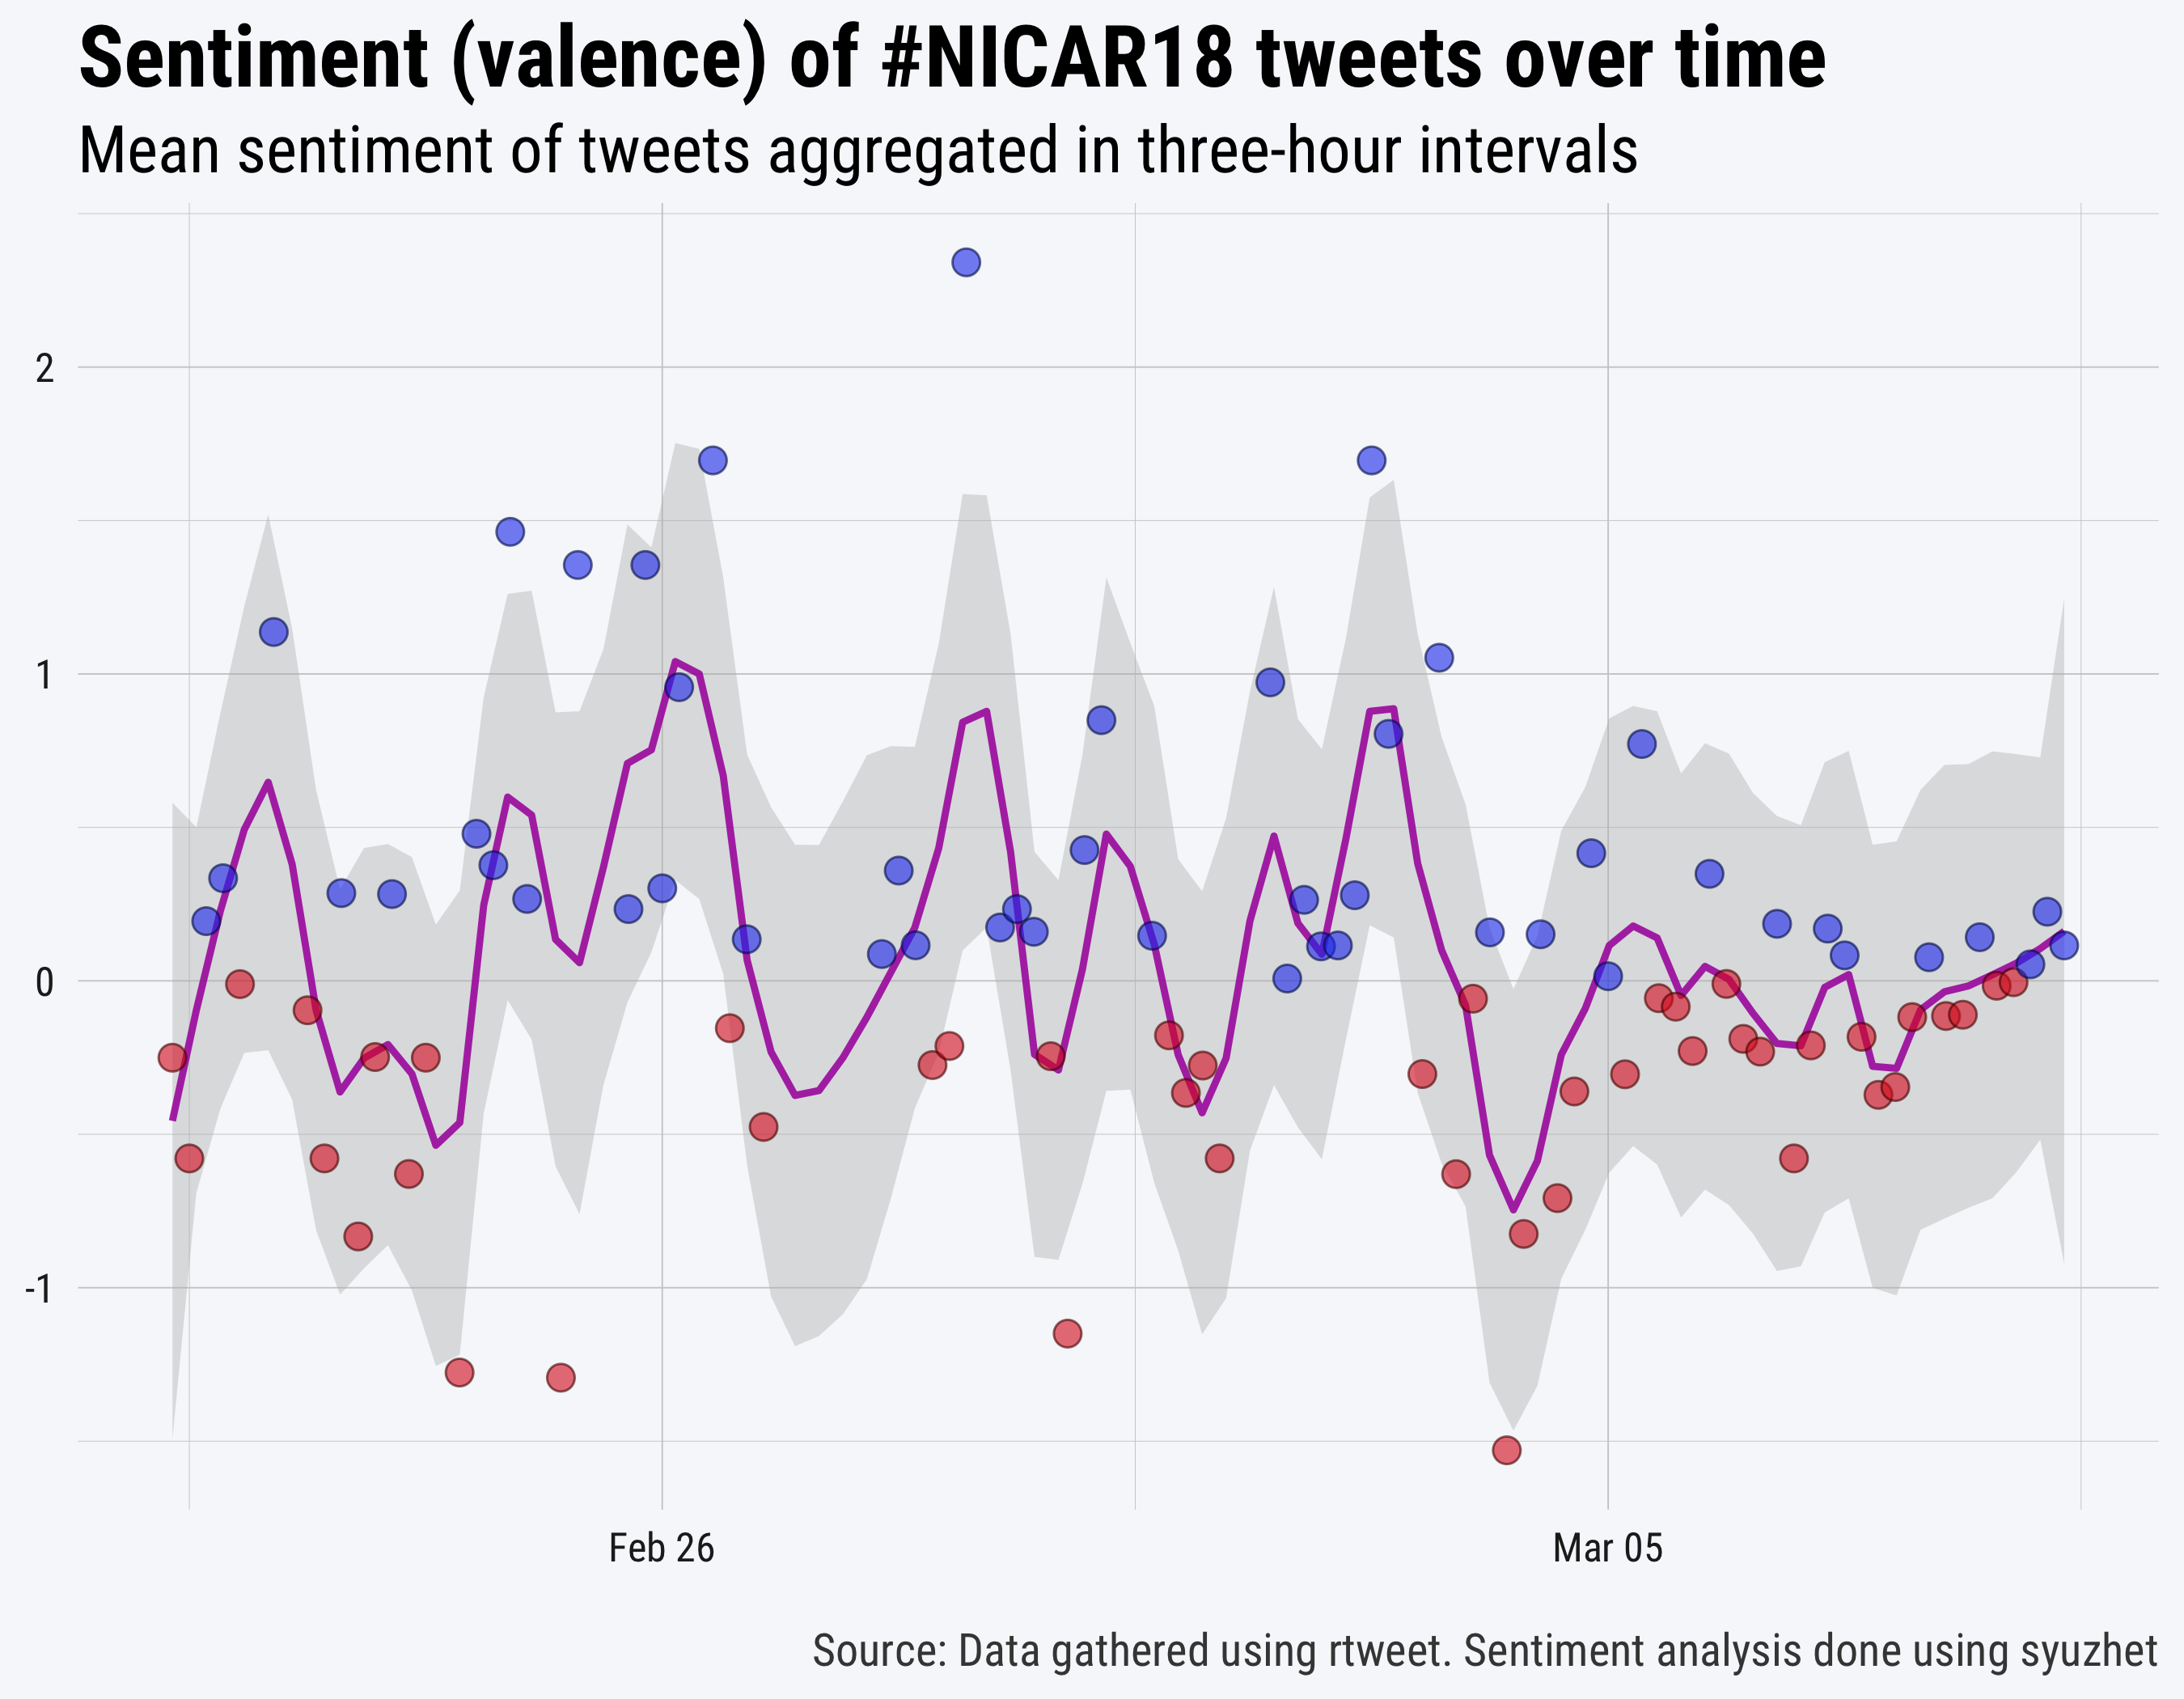 Sentiment (valence) of #NICAR18 tweets over time
Mean sentiment of tweets aggregated in three-hour intervals
2
1
0
-1
Feb 26
Mar 05
Source: Data gathered using rtweet. Sentiment analysis done using syuzhet